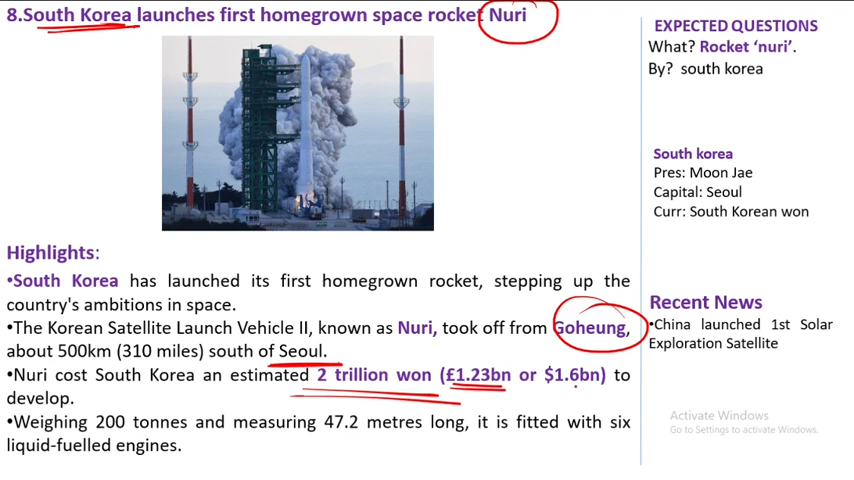 8.South Korea launches first homegrown space rocket Nuri
Highlights:
•South Korea has launched its first homegrown rocket, stepping up the
country's ambitions in space.
•The Korean Satellite Launch Vehicle II, known as Nuri, took off from Goheung,
about 500km (310 miles) south of Seoul.
•Nuri cost South Korea an estimated 2 trillion won (£1.23bn or $1.6bn) to
develop.
•Weighing 200 tonnes and measuring 47.2 metres long, it is fitted with six
liquid-fuelled engines.
EXPECTED QUESTIONS
What? Rocket ‘nuri’.
By? south korea
South korea
Pres: Moon Jae
Capital: Seoul
Curr: South Korean won
Recent News
•China launched 1st Solar
Exploration Satellite
Activate Windows
Go to Settings to activate Windows.